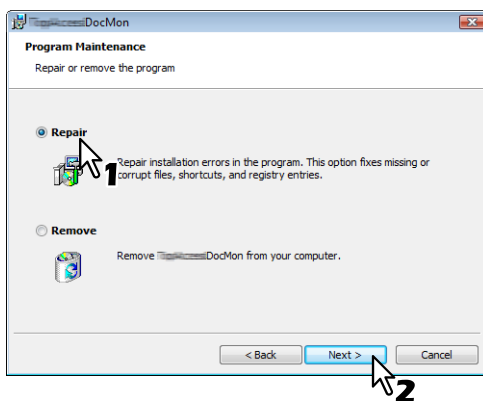 DocMon
Program Maintenance
Repair or remove the program
Repair
1
Repair installation errors in the program. This option fixes missing or
corrupt files, shortcuts, and registry entries.
Remove
Remove DocMon from your computer.
< Back
Next >
Cancel
2